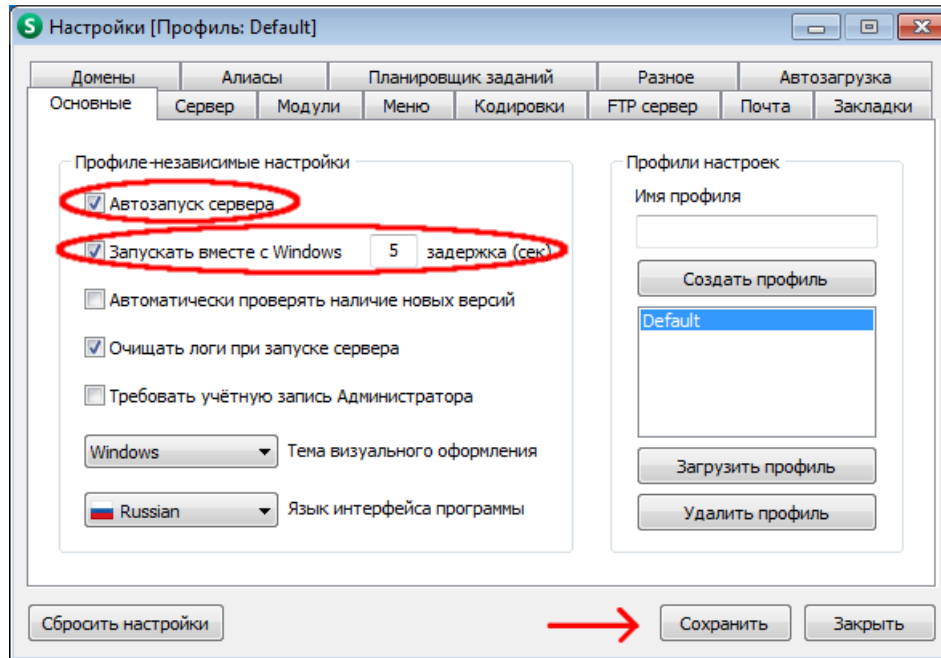 S Настройки [Профиль: Default]
Домены Алиасы Планировщик заданий Разное Автозагрузка
Основные Сервер Модули Меню Кодировки FTP сервер Почта Закладки
Профиле-независимые настройки
Автозапуск сервера
Запускать вместе с Windows 5 задержка (сек)
Автоматически проверять наличие новых версий
Очищать логи при запуске сервера
Требовать учётную запись Администратора
Windows Тема визуального оформления
Russian Язык интерфейса программы
Профили настроек
Имя профиля
Создать профиль
Default
Загрузить профиль
Удалить профиль
Сбросить настройки Сохранить Закрыть